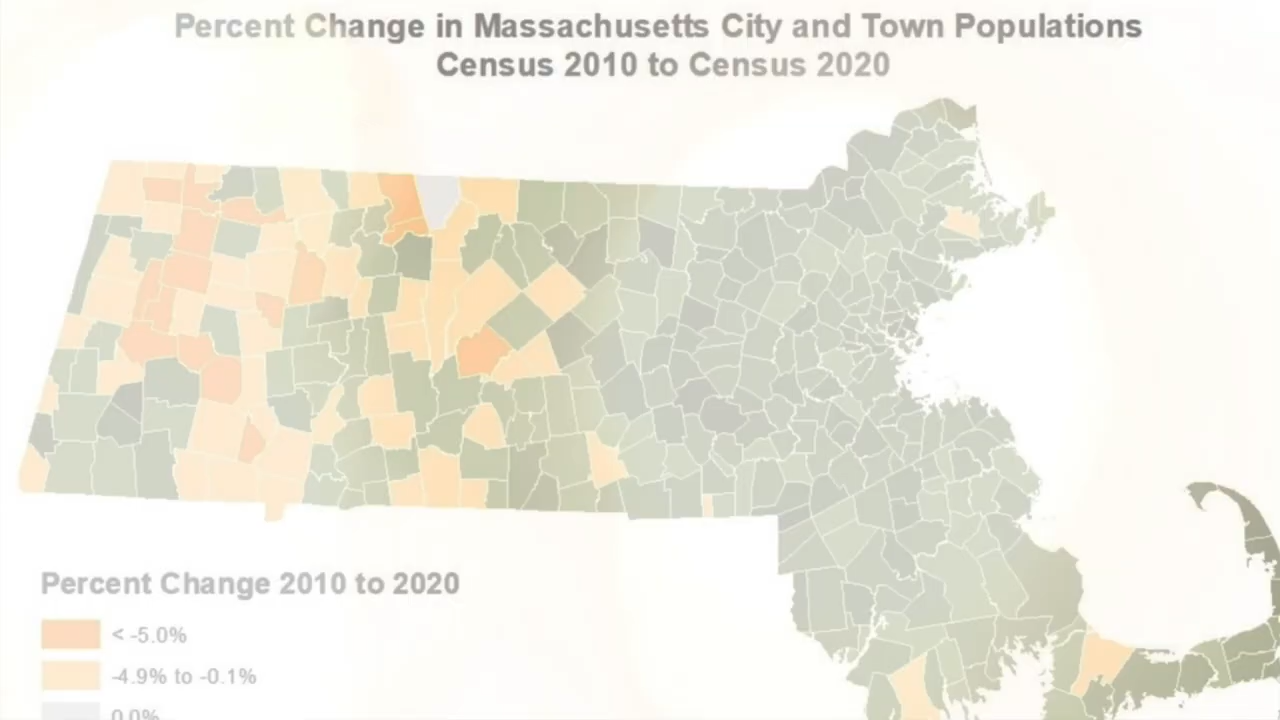 Percent Change in Massachusetts City and Town Populations
Census 2010 to Census 2020
Percent Change 2010 to 2020
< -5.0%
-4.9% to -0.1%
0.0%